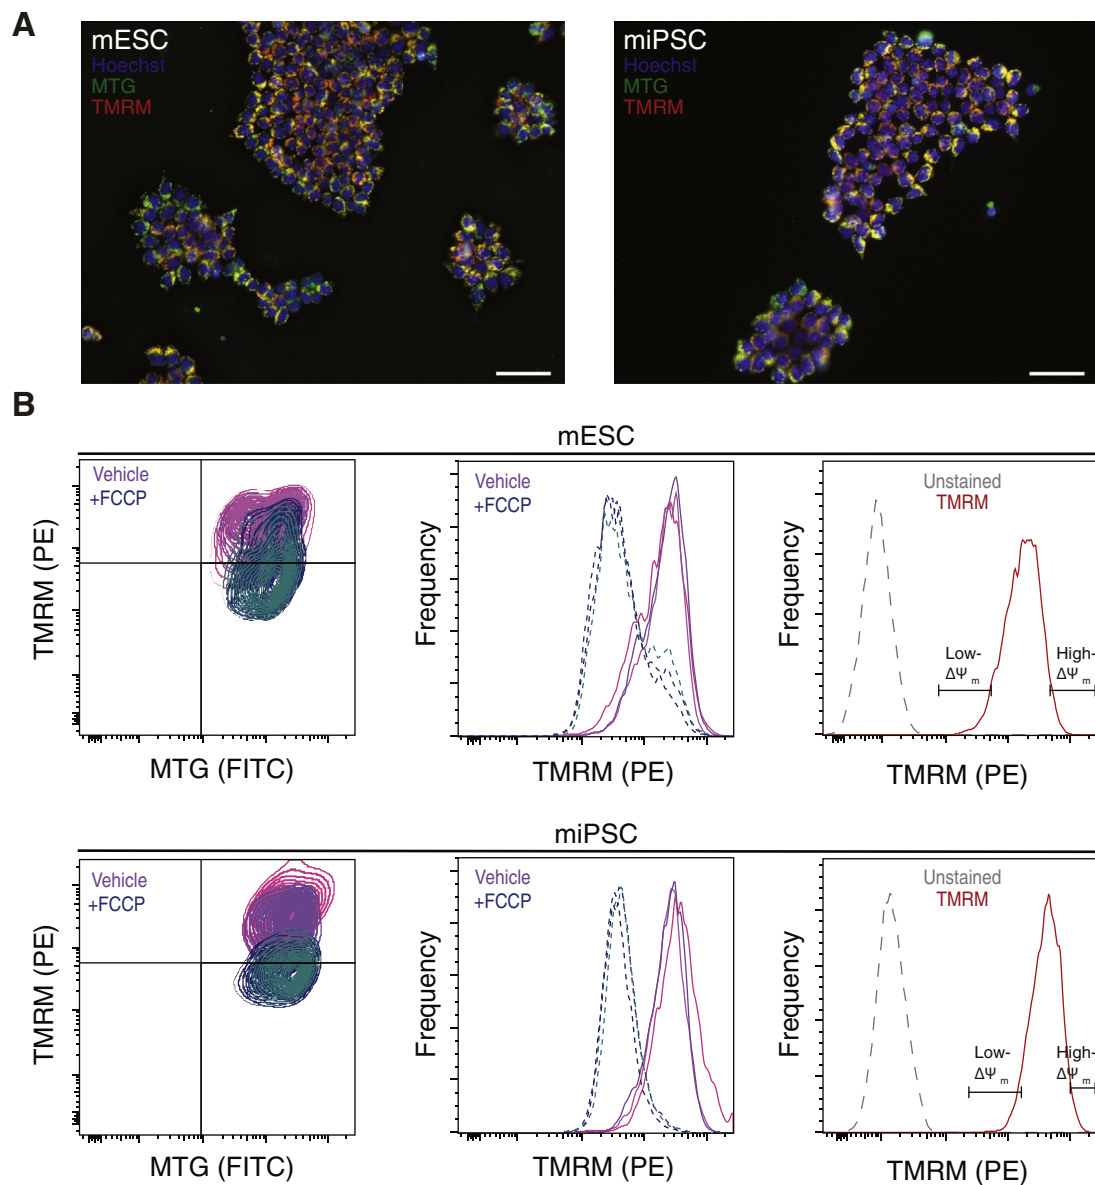 A
mESC
Hoechst
MTG
TMRM
miPSC
Hoechst
MTG
TMRM
B
mESC
TMRM (PE)
Vehicle
+FCCP
MTG (FITC)
Frequency
Vehicle
+FCCP
TMRM (PE)
Frequency
Unstained
TMRM
Low-
ΔΨm
High-
ΔΨm
TMRM (PE)
miPSC
TMRM (PE)
Vehicle
+FCCP
MTG (FITC)
Frequency
Vehicle
+FCCP
TMRM (PE)
Frequency
Unstained
TMRM
Low-
ΔΨm
High-
ΔΨm
TMRM (PE)